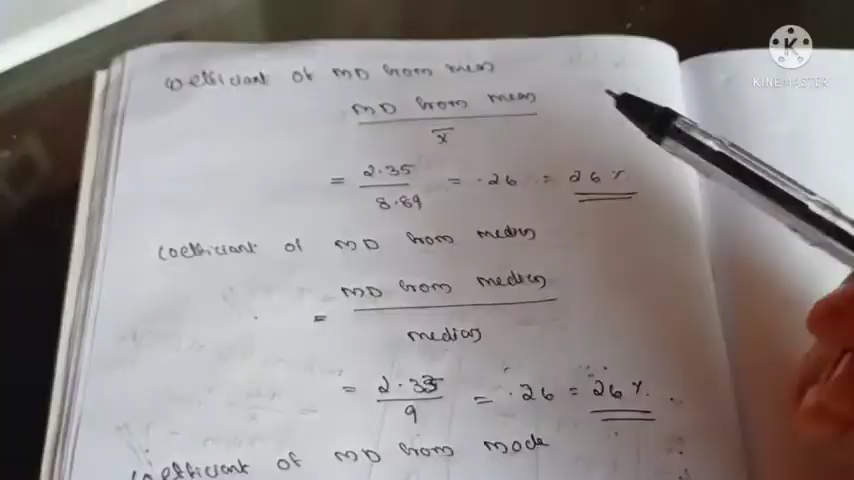 K
KINEMASTER
coefficient of MD from mean
MD from mean
x̄
= 2.35 / 8.89 = .26 = 26 %
coefficient of MD from median
= MD from median
median
= 2.33 / 9 = .26 = 26 %.
coefficient of MD from mode